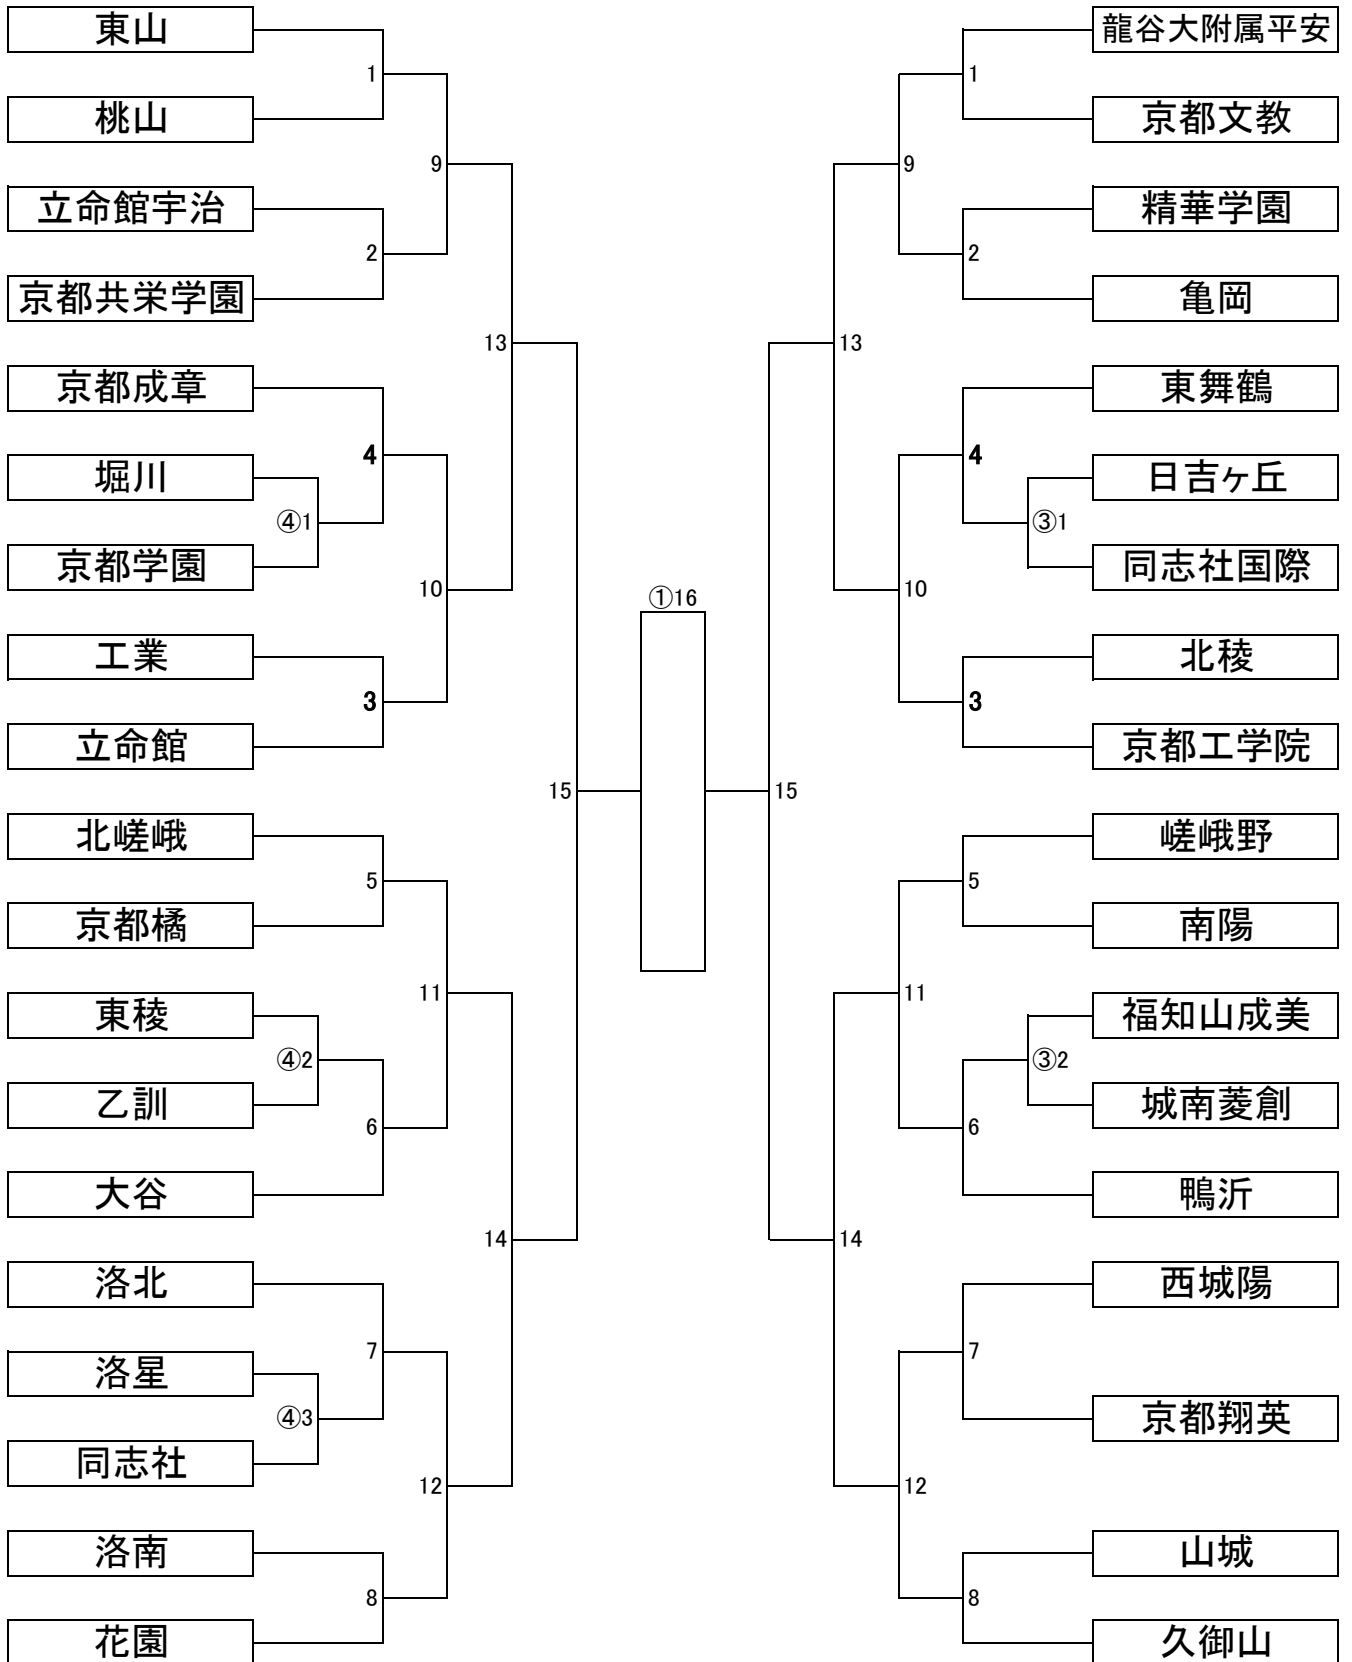 東山
桃山
立命館宇治
京都共栄学園
京都成章
堀川
京都学園
工業
立命館
北嵯峨
京都橘
東稜
乙訓
大谷
洛北
洛星
同志社
洛南
花園
1
2
④1
4
3
5
④2
6
④3
7
8
9
10
11
12
13
14
15
①16
15
13
14
9
10
11
12
1
2
4
③1
3
5
③2
6
7
8
龍谷大附属平安
京都文教
精華学園
亀岡
東舞鶴
日吉ヶ丘
同志社国際
北稜
京都工学院
嵯峨野
南陽
福知山成美
城南菱創
鴨沂
西城陽
京都翔英
山城
久御山